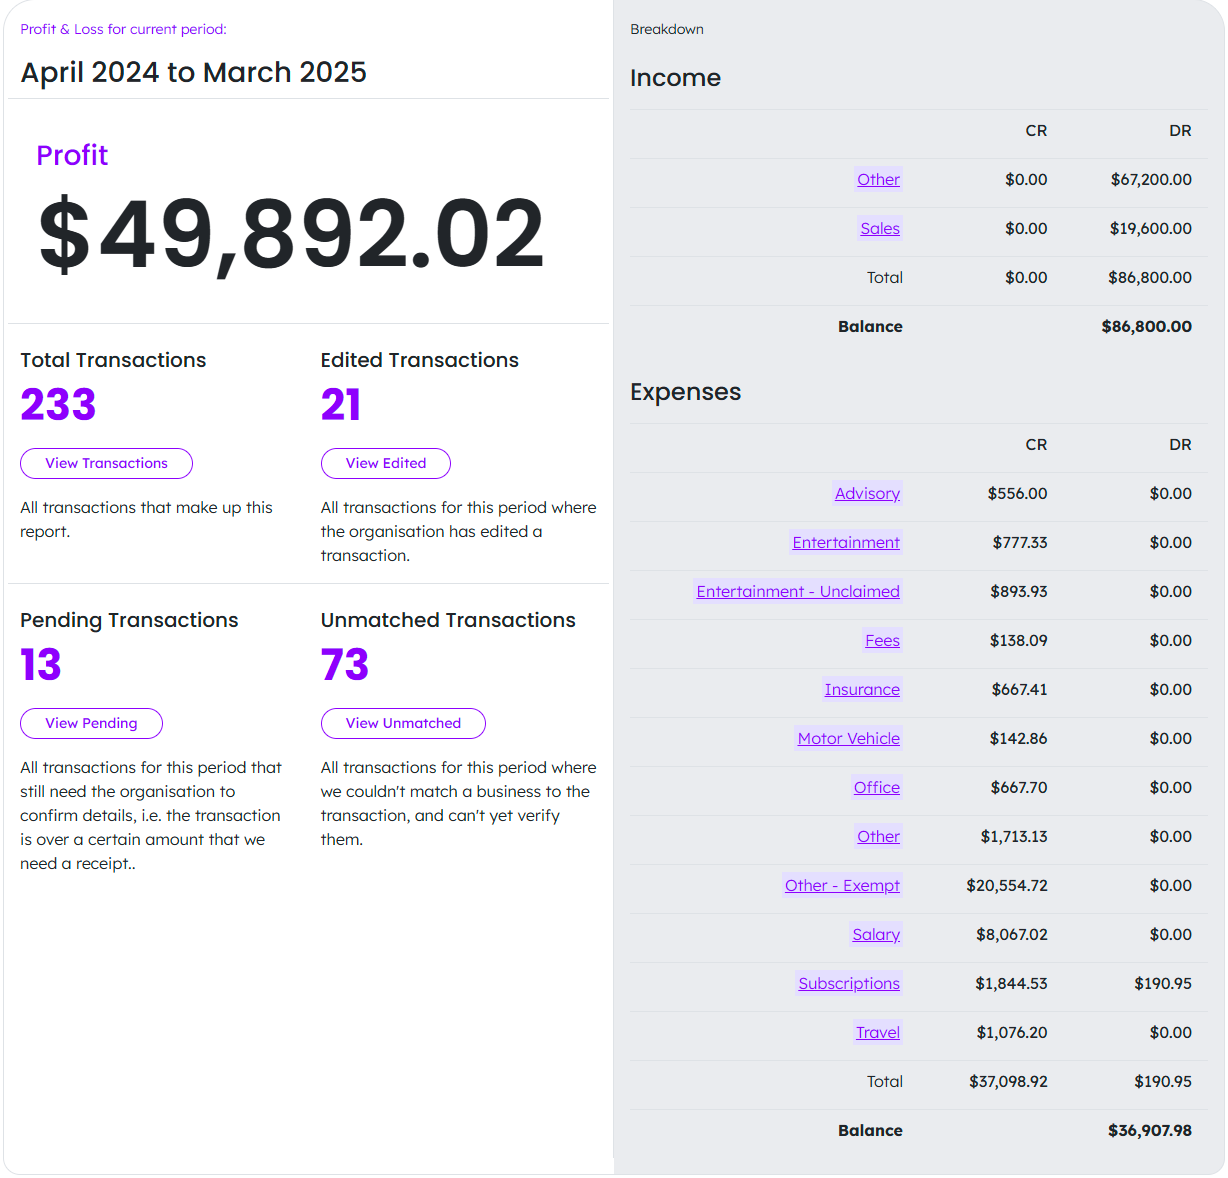 Profit & Loss for current period:
April 2024 to March 2025
Profit
$49,892.02
Total Transactions
233
View Transactions
All transactions that make up this
report.
Edited Transactions
21
View Edited
All transactions for this period where
the organisation has edited a
transaction.
Pending Transactions
13
View Pending
All transactions for this period that
still need the organisation to
confirm details, i.e. the transaction
is over a certain amount that we
need a receipt..
Unmatched Transactions
73
View Unmatched
All transactions for this period where
we couldn't match a business to the
transaction, and can't yet verify
them.
Breakdown
Income
CR DR
Other $0.00 $67,200.00
Sales $0.00 $19,600.00
Total $0.00 $86,800.00
Balance $86,800.00
Expenses
CR DR
Advisory $556.00 $0.00
Entertainment $777.33 $0.00
Entertainment - Unclaimed $893.93 $0.00
Fees $138.09 $0.00
Insurance $667.41 $0.00
Motor Vehicle $142.86 $0.00
Office $667.70 $0.00
Other $1,713.13 $0.00
Other - Exempt $20,554.72 $0.00
Salary $8,067.02 $0.00
Subscriptions $1,844.53 $190.95
Travel $1,076.20 $0.00
Total $37,098.92 $190.95
Balance $36,907.98